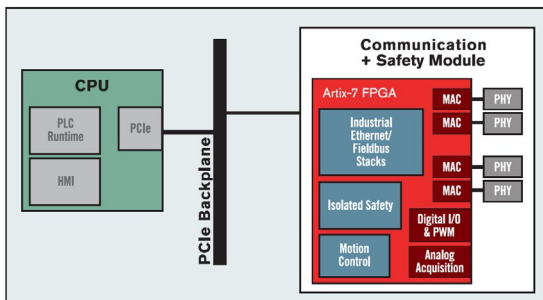 CPU
PLC
Runtime
PCIe
HMI
PCIe Backplane
Communication
+ Safety Module
Artix-7 FPGA
Industrial
Ethernet/
Fieldbus
Stacks
Isolated Safety
Motion
Control
MAC
PHY
MAC
PHY
MAC
PHY
MAC
PHY
Digital I/O
& PWM
Analog
Acquisition